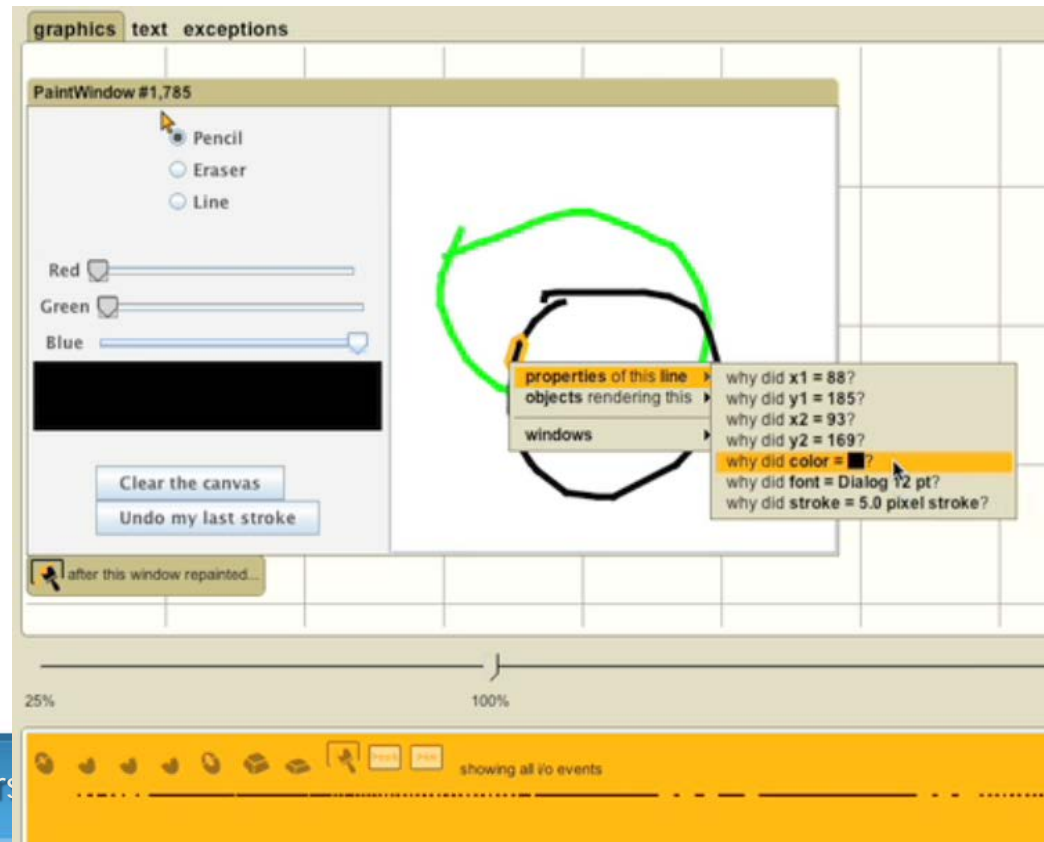 graphics text exceptions
PaintWindow #1,785
Pencil
Eraser
Line
Red
Green
Blue
Clear the canvas
Undo my last stroke
properties of this line
objects rendering this
windows
why did x1 = 88?
why did y1 = 185?
why did x2 = 93?
why did y2 = 169?
why did color = ?
why did font = Dialog 12 pt?
why did stroke = 5.0 pixel stroke?
after this window repainted...
25%
100%
showing all i/o events